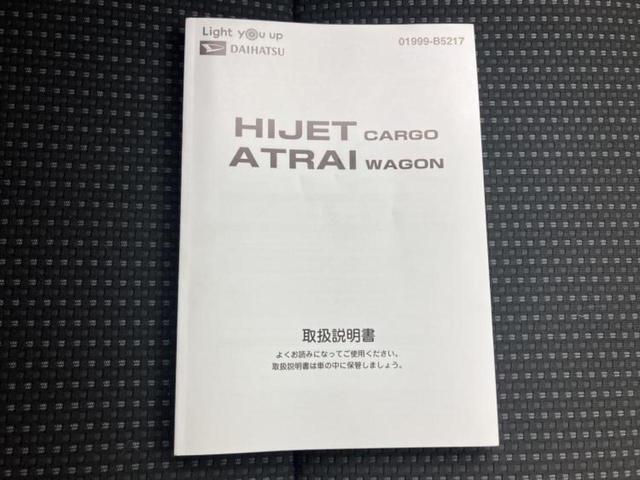 Light you up
DAIHATSU
01999-B5217
HIJET CARGO
ATRAI WAGON
取扱説明書
よくお読みになってご使用ください。
取扱説明書は車の中に保管しましょう。